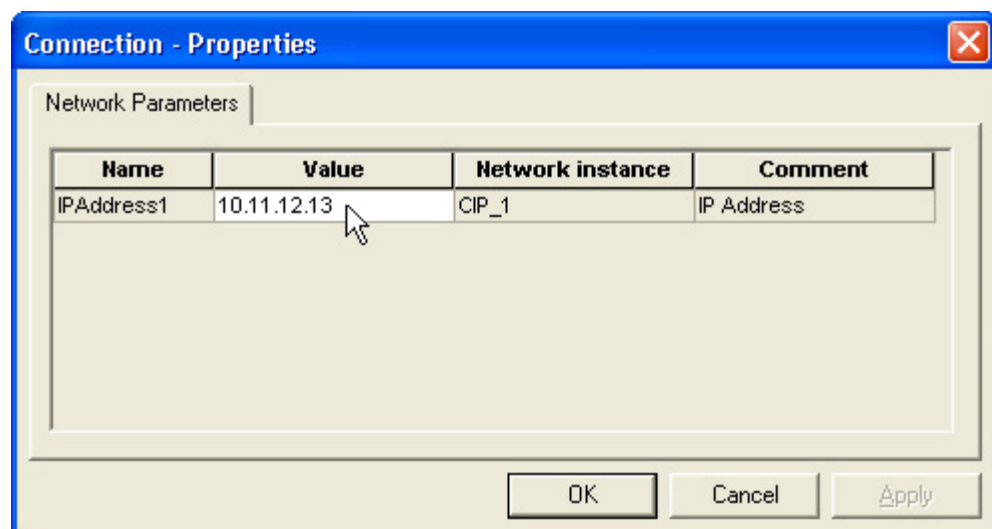 Connection - Properties
Network Parameters
Name Value Network instance Comment
IPAddress1 10.11.12.13 CIP_1 IP Address
OK Cancel Apply